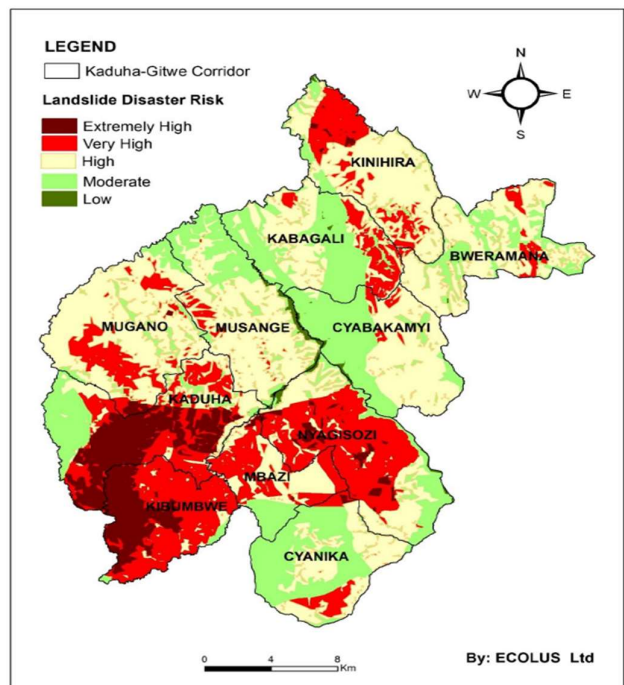 LEGEND
Kaduha-Gitwe Corridor
Landslide Disaster Risk
Extremely High
Very High
High
Moderate
Low
N
W E
S
KINIHIRA
KABAGALI
BWERAMANA
MUGANO
MUSANGE
CYABAKAMYI
KADUHA
NYAGISOZI
MBAZI
KIBUMBWE
CYANIKA
0 4 8
Km
By: ECOLUS Ltd